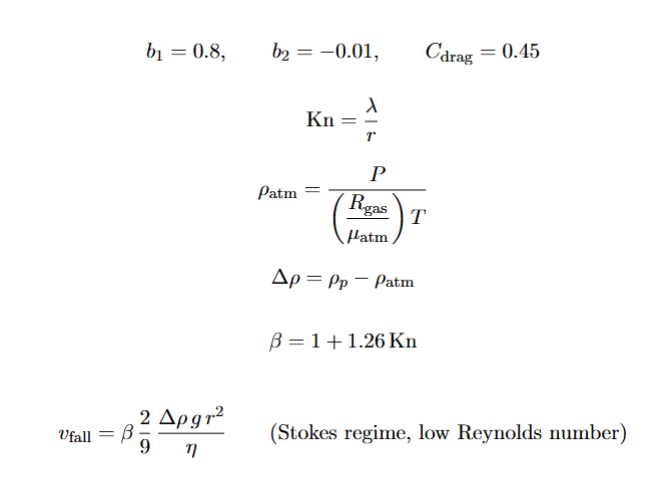 b₁ = 0.8, b₂ = −0.01, C_drag = 0.45
Kn = λ / r
ρ_atm = P / ((R_gas / μ_atm) T)
Δρ = ρ_p − ρ_atm
β = 1 + 1.26 Kn
v_fall = β (2/9) (Δρ g r² / η) (Stokes regime, low Reynolds number)